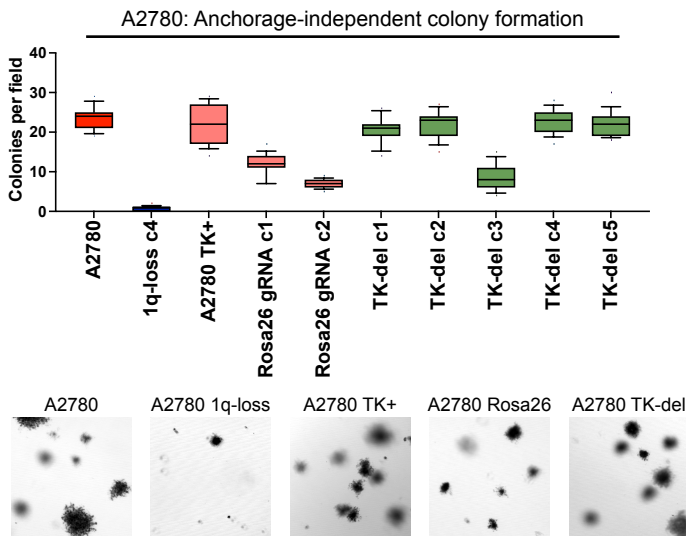 A2780: Anchorage-independent colony formation
Colonies per field
40
30
20
10
0
A2780
1q-loss c4
A2780 TK+
Rosa26 gRNA c1
Rosa26 gRNA c2
TK-del c1
TK-del c2
TK-del c3
TK-del c4
TK-del c5
A2780
A2780 1q-loss
A2780 TK+
A2780 Rosa26
A2780 TK-del